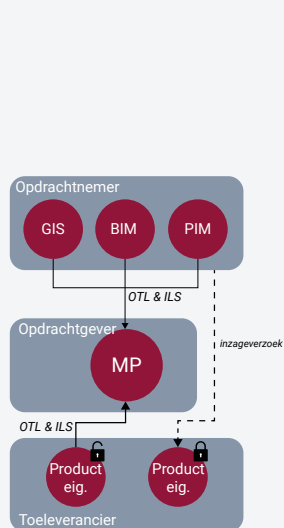 Opdrachtnemer
GIS
BIM
PIM
OTL & ILS
Opdrachtgever
MP
inzageverzoek
OTL & ILS
Product
eig.
Product
eig.
Toeleverancier